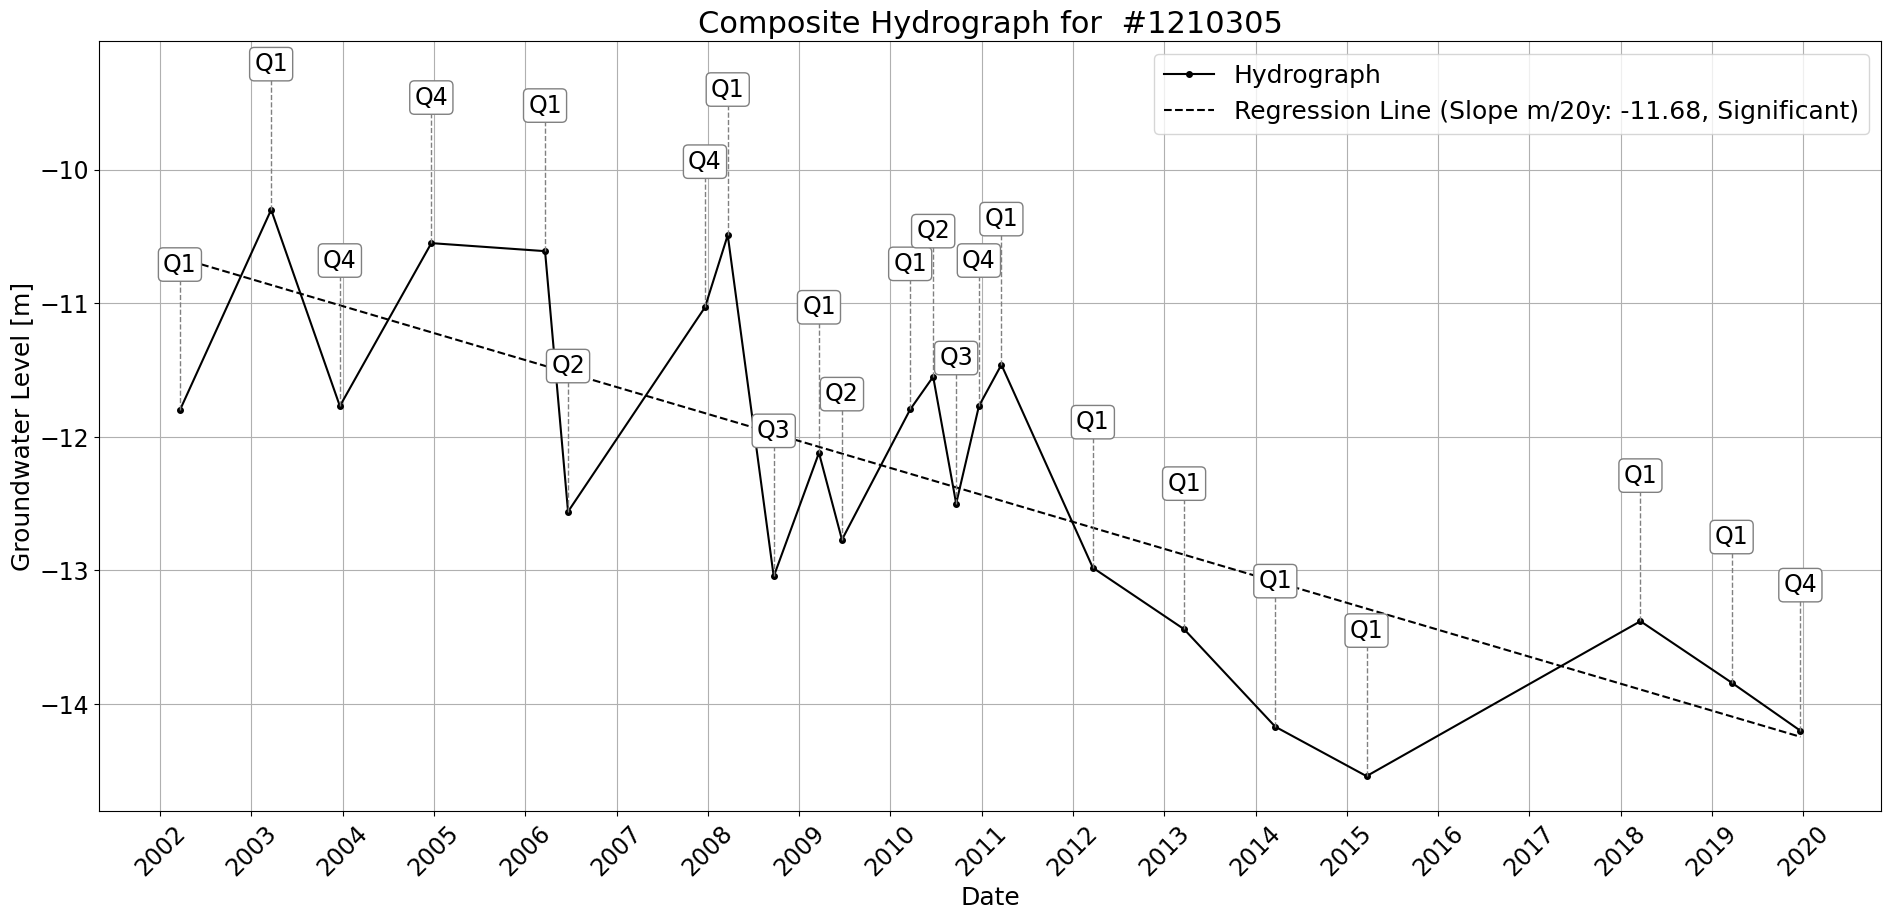 Composite Hydrograph for  #1210305
Hydrograph
Regression Line (Slope m/20y: -11.68, Significant)
Groundwater Level [m]
−10
−11
−12
−13
−14
Q1
Q1
Q4
Q4
Q1
Q2
Q4
Q1
Q3
Q1
Q2
Q1
Q2
Q3
Q4
Q1
Q1
Q1
Q1
Q1
Q1
Q1
Q4
2002
2003
2004
2005
2006
2007
2008
2009
2010
2011
2012
2013
2014
2015
2016
2017
2018
2019
2020
Date